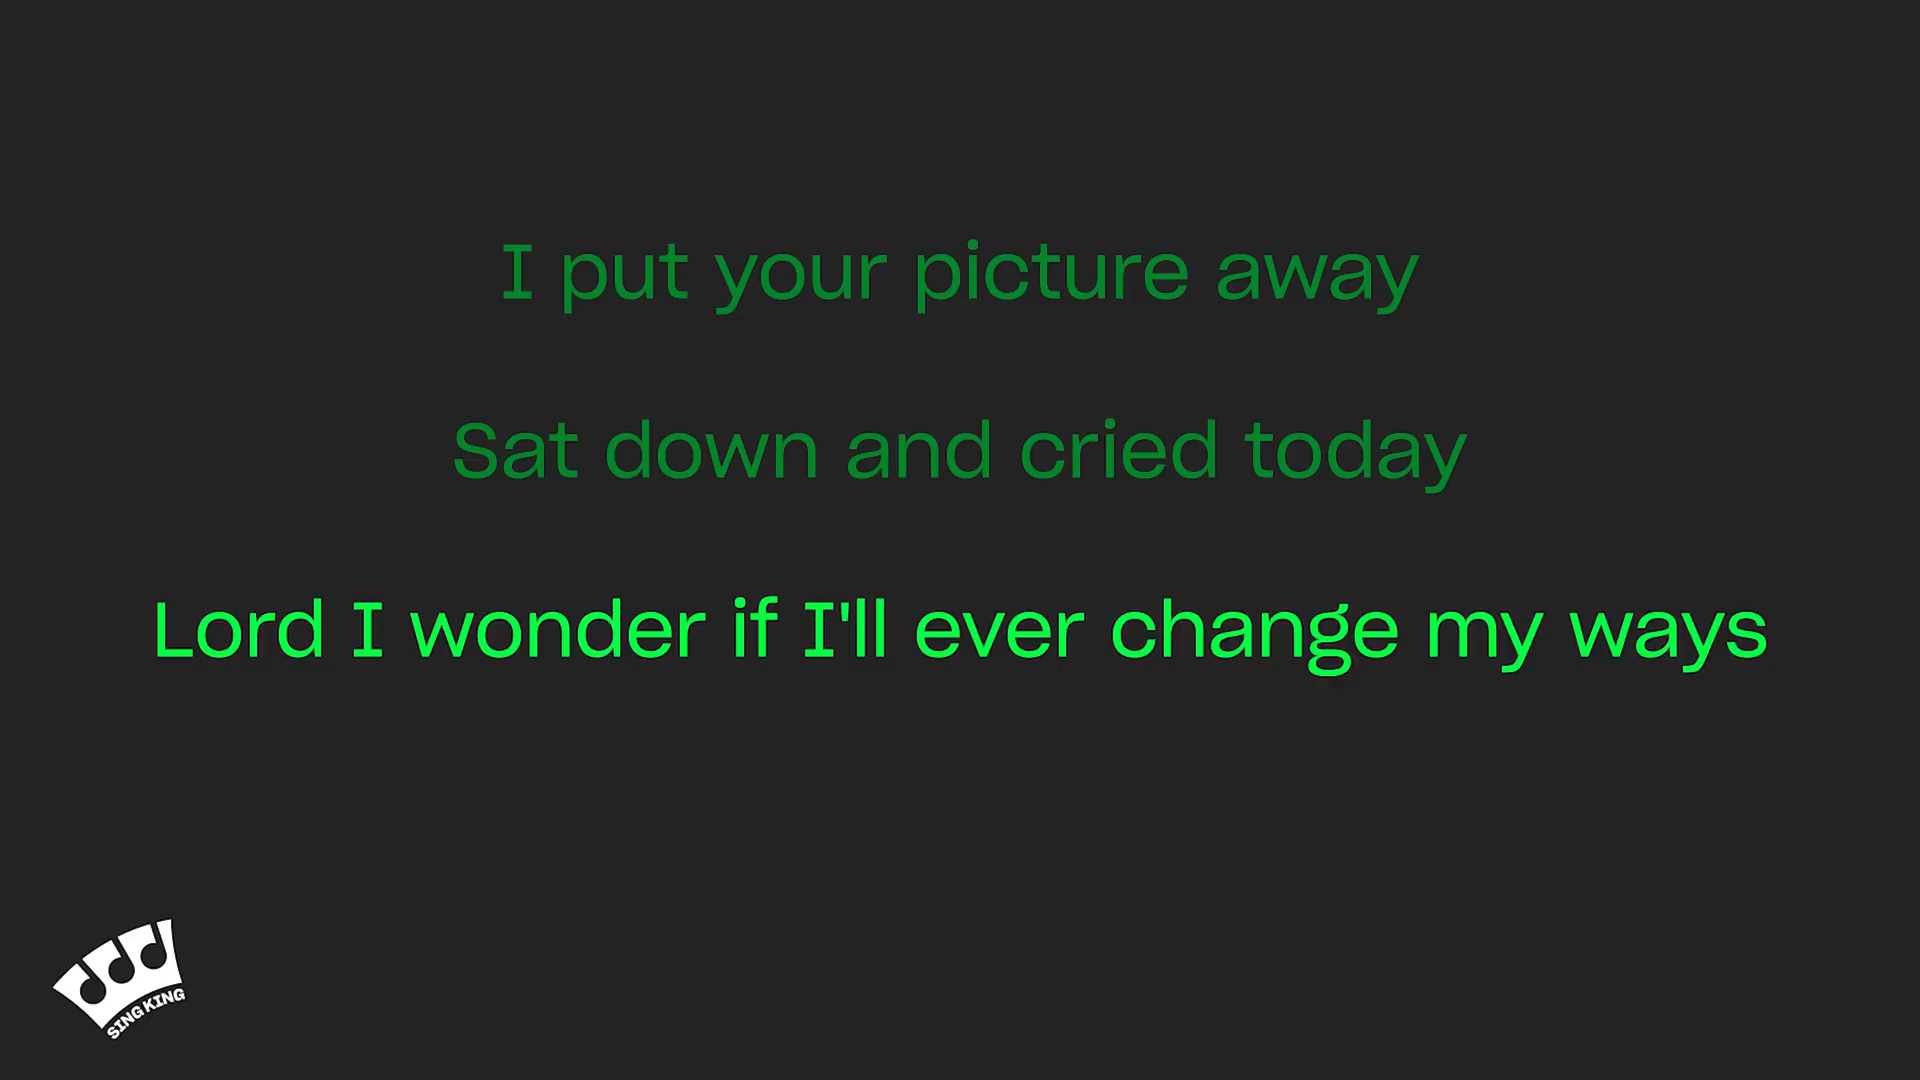 I put your picture away
Sat down and cried today
Lord I wonder if I'll ever change my ways
SING KING